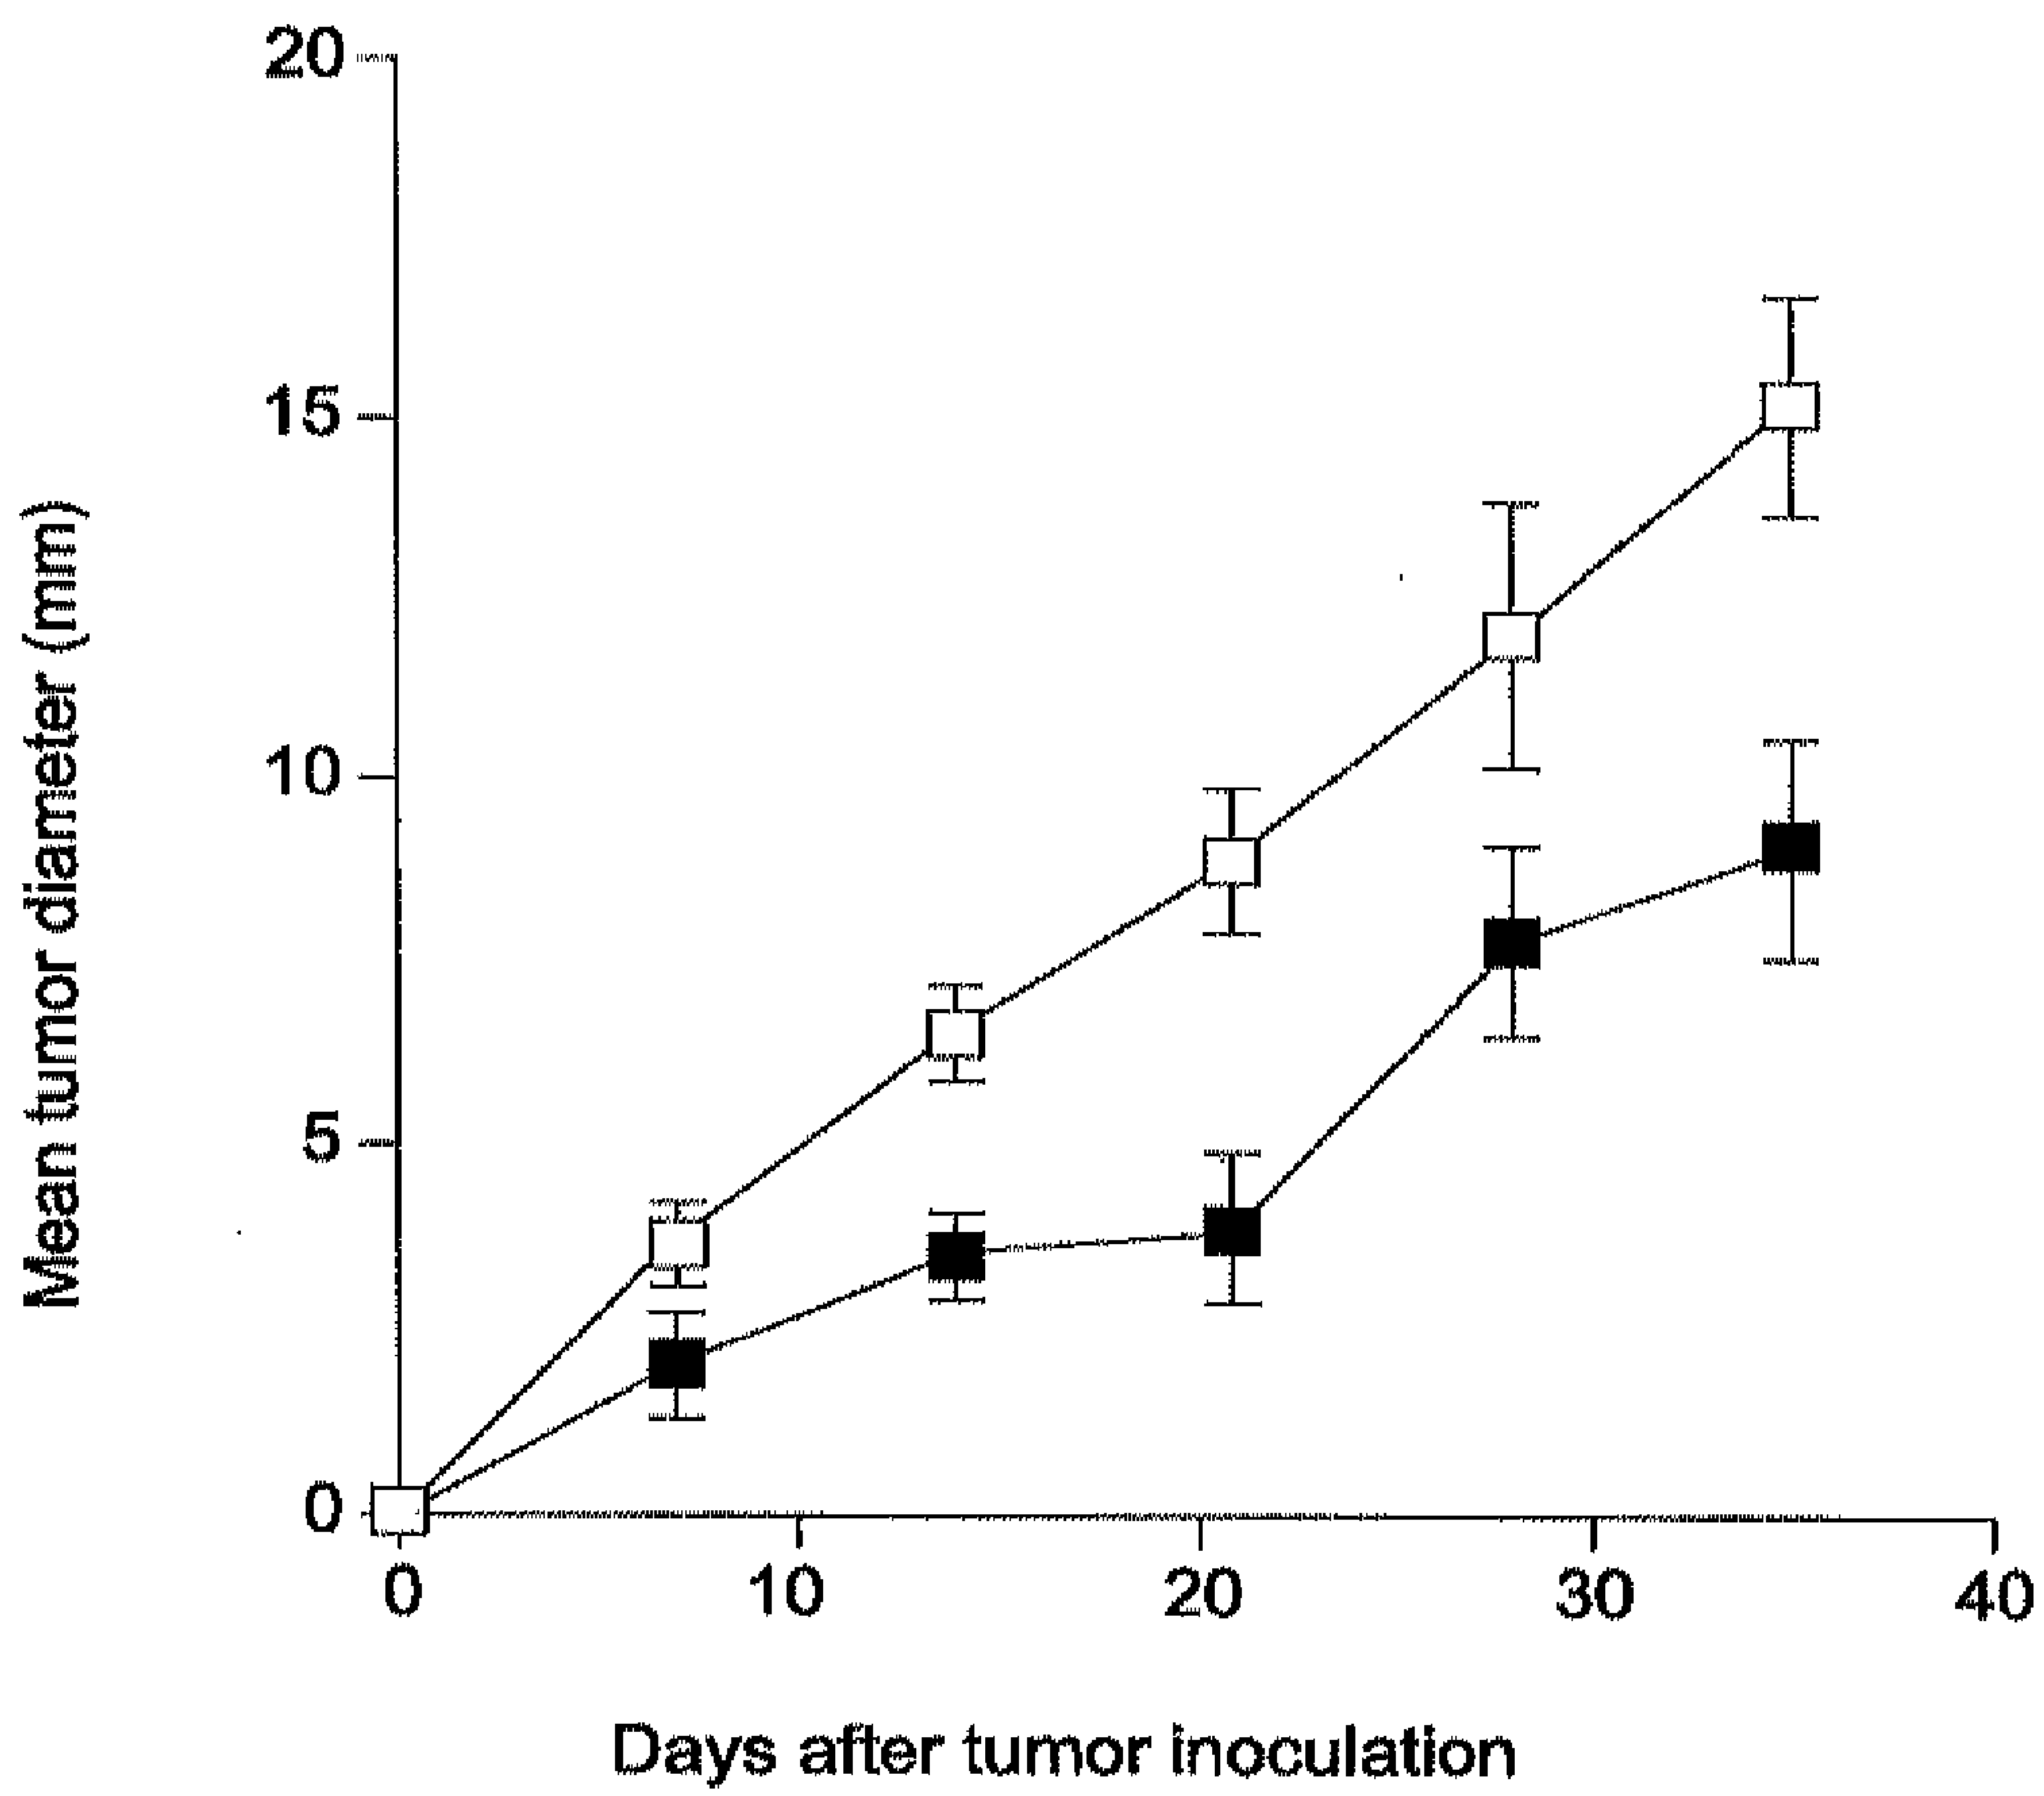 20
15
10
5
0
Mean tumor diameter (mm)
0 10 20 30 40
Days after tumor inoculation